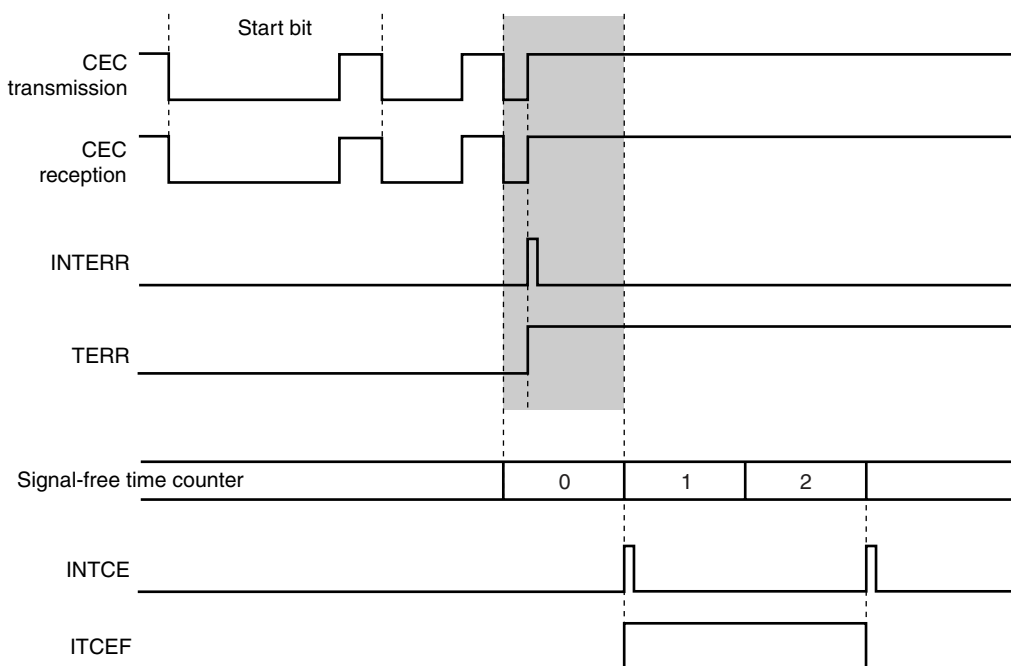 Start bit
CEC
transmission
CEC
reception
INTERR
TERR
Signal-free time counter
0
1
2
INTCE
ITCEF